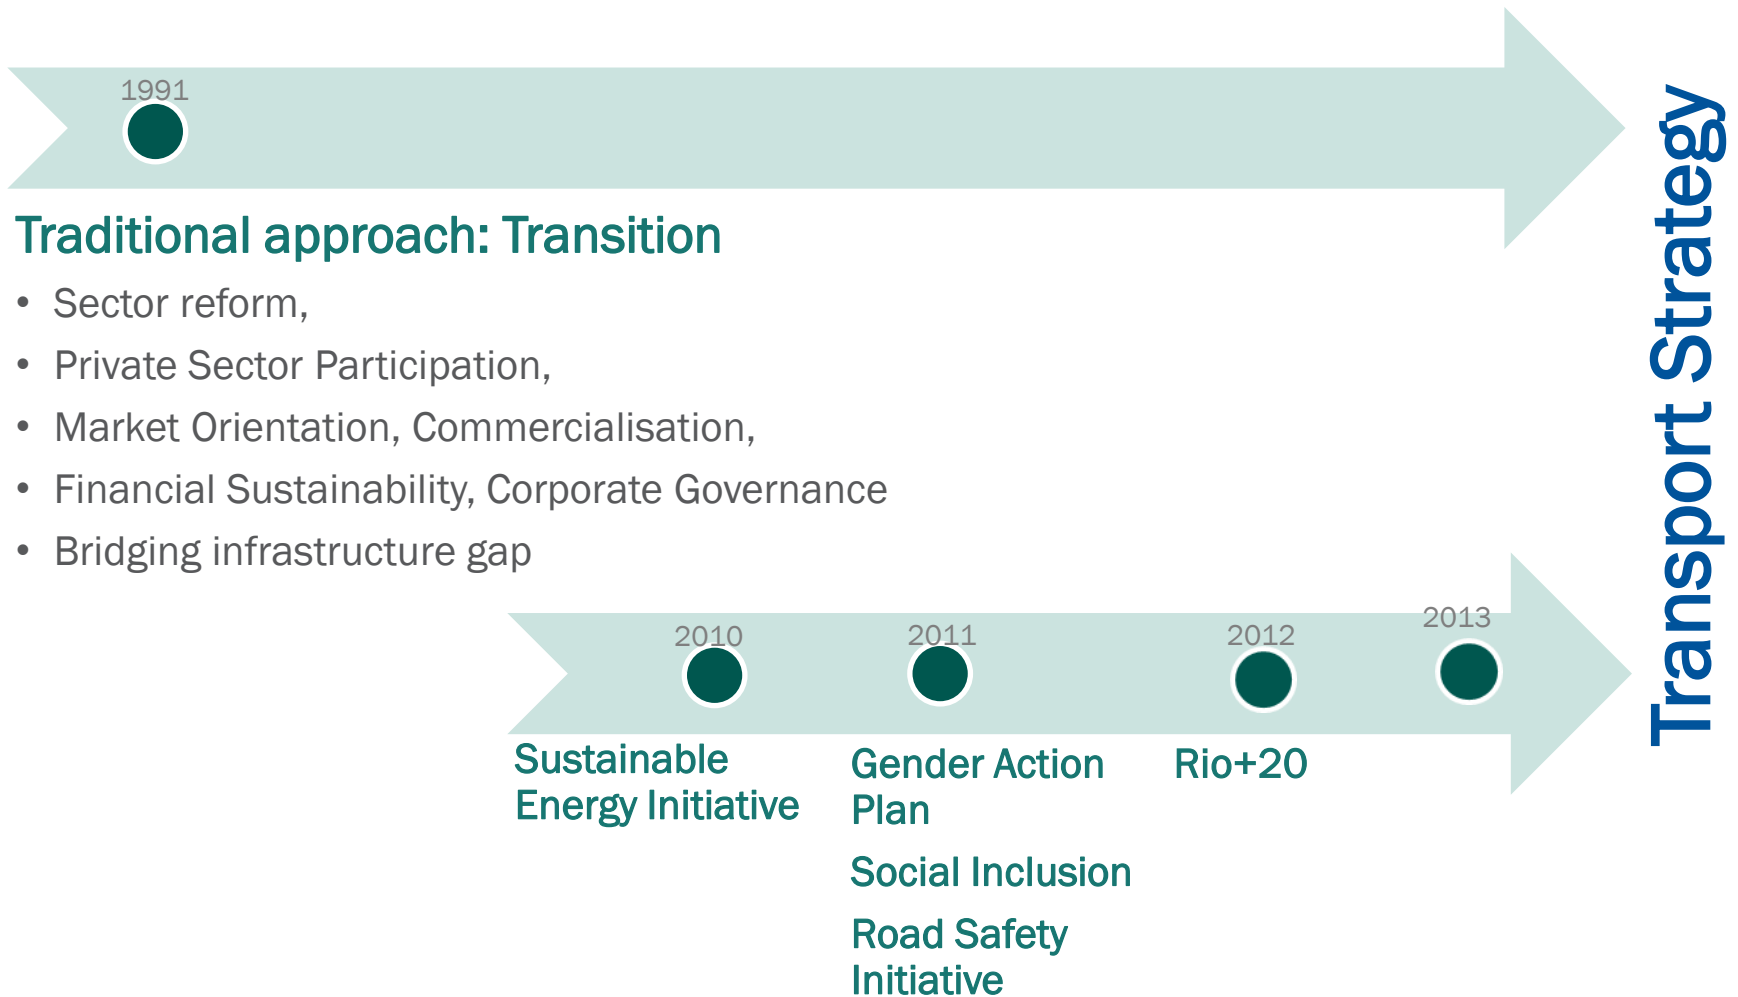 1991
Traditional approach: Transition
• Sector reform,
• Private Sector Participation,
• Market Orientation, Commercialisation,
• Financial Sustainability, Corporate Governance
• Bridging infrastructure gap
2010
2011
2012
2013
Sustainable
Energy Initiative
Gender Action
Plan
Social Inclusion
Road Safety
Initiative
Rio+20
Transport Strategy